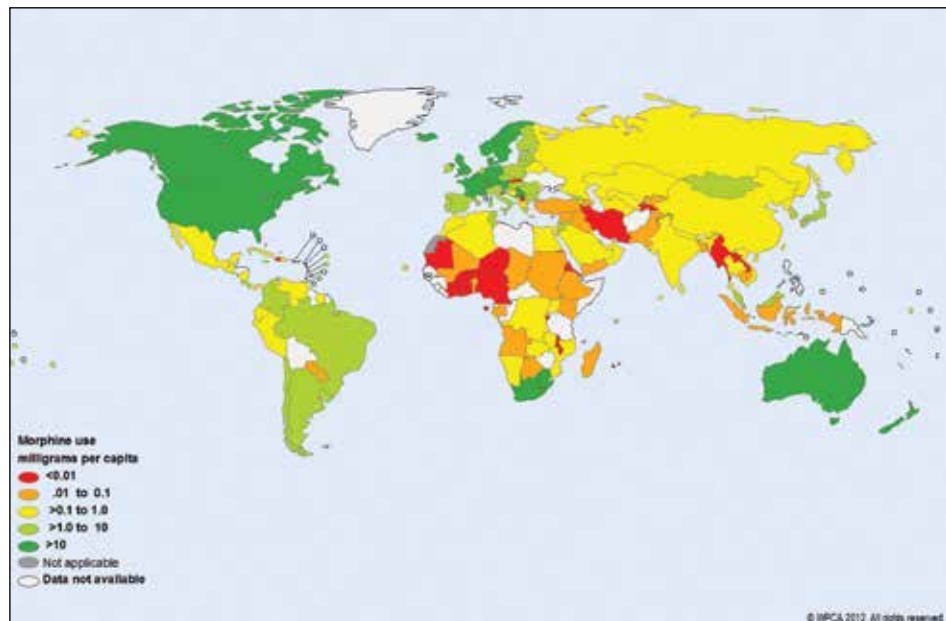 Morphine use
milligrams per capita
<0.01
.01 to 0.1
>0.1 to 1.0
>1.0 to 10
>10
Not applicable
Data not available
© WPCA 2012. All rights reserved